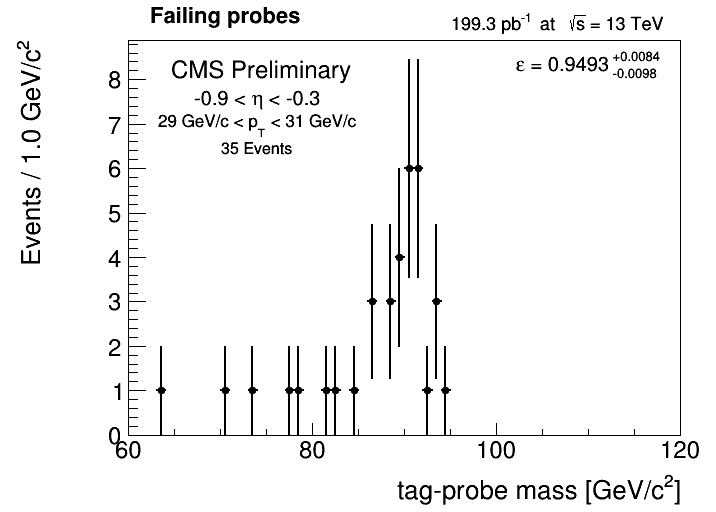 Failing probes
199.3 pb⁻¹ at √s = 13 TeV
CMS Preliminary
-0.9 < η < -0.3
29 GeV/c < p_T < 31 GeV/c
35 Events
ε = 0.9493 +0.0084 -0.0098
Events / 1.0 GeV/c²
8
7
6
5
4
3
2
1
0
60 80 100 120
tag-probe mass [GeV/c²]